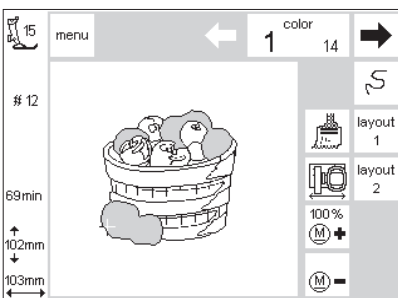 15
menu
color
1 14
# 12
layout
1
layout
2
69min
100%
M +
102mm
M -
103mm